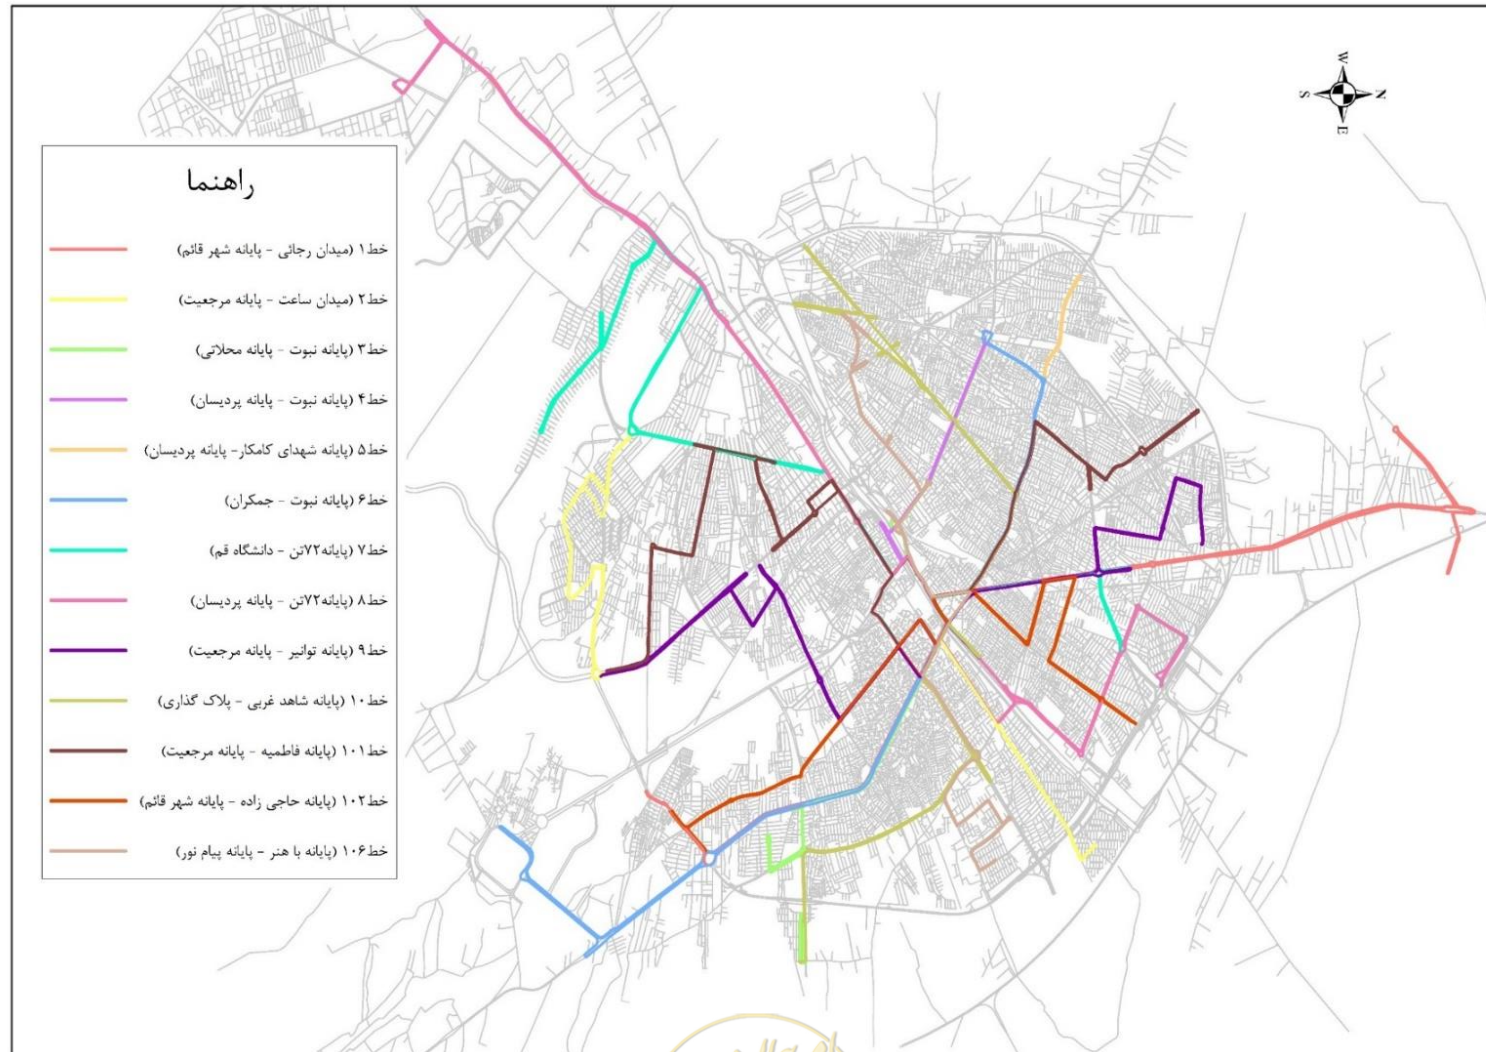 راهنما
خط۱ (میدان رجائی - پایانه شهر قائم)
خط۲ (میدان ساعت - پایانه مرجعیت)
خط۳ (پایانه نبوت - پایانه محلاتی)
خط۴ (پایانه نبوت - پایانه پردیسان)
خط۵ (پایانه شهدای کامکار- پایانه پردیسان)
خط۶ (پایانه نبوت - جمکران)
خط۷ (پایانه۷۲تن - دانشگاه قم)
خط۸ (پایانه۷۲تن - پایانه پردیسان)
خط۹ (پایانه توانیر - پایانه مرجعیت)
خط۱۰ (پایانه شاهد غربی - پلاک گذاری)
خط۱۰۱ (پایانه فاطمیه - پایانه مرجعیت)
خط۱۰۲ (پایانه حاجی زاده - پایانه شهر قائم)
خط۱۰۶ (پایانه با هنر - پایانه پیام نور)
W
S N
E